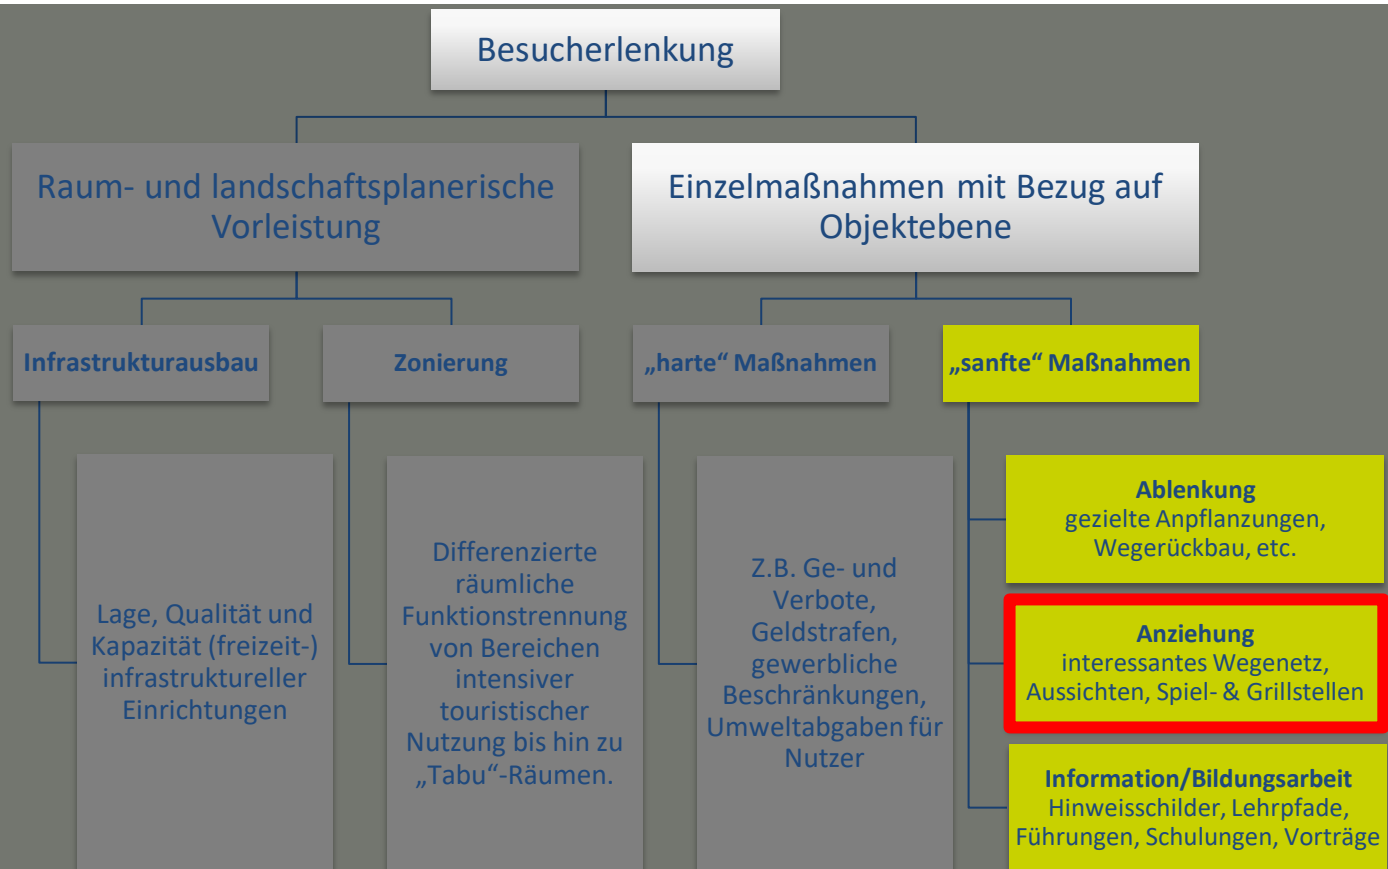 Besucherlenkung
Raum- und landschaftsplanerische
Vorleistung
Einzelmaßnahmen mit Bezug auf
Objektebene
Infrastrukturausbau
Zonierung
„harte“ Maßnahmen
„sanfte“ Maßnahmen
Lage, Qualität und
Kapazität (freizeit-)
infrastruktureller
Einrichtungen
Differenzierte
räumliche
Funktionstrennung
von Bereichen
intensiver
touristischer
Nutzung bis hin zu
„Tabu“-Räumen.
Z.B. Ge- und
Verbote,
Geldstrafen,
gewerbliche
Beschränkungen,
Umweltabgaben für
Nutzer
Ablenkung
gezielte Anpflanzungen,
Wegerückbau, etc.
Anziehung
interessantes Wegenetz,
Aussichten, Spiel- & Grillstellen
Information/Bildungsarbeit
Hinweisschilder, Lehrpfade,
Führungen, Schulungen, Vorträge